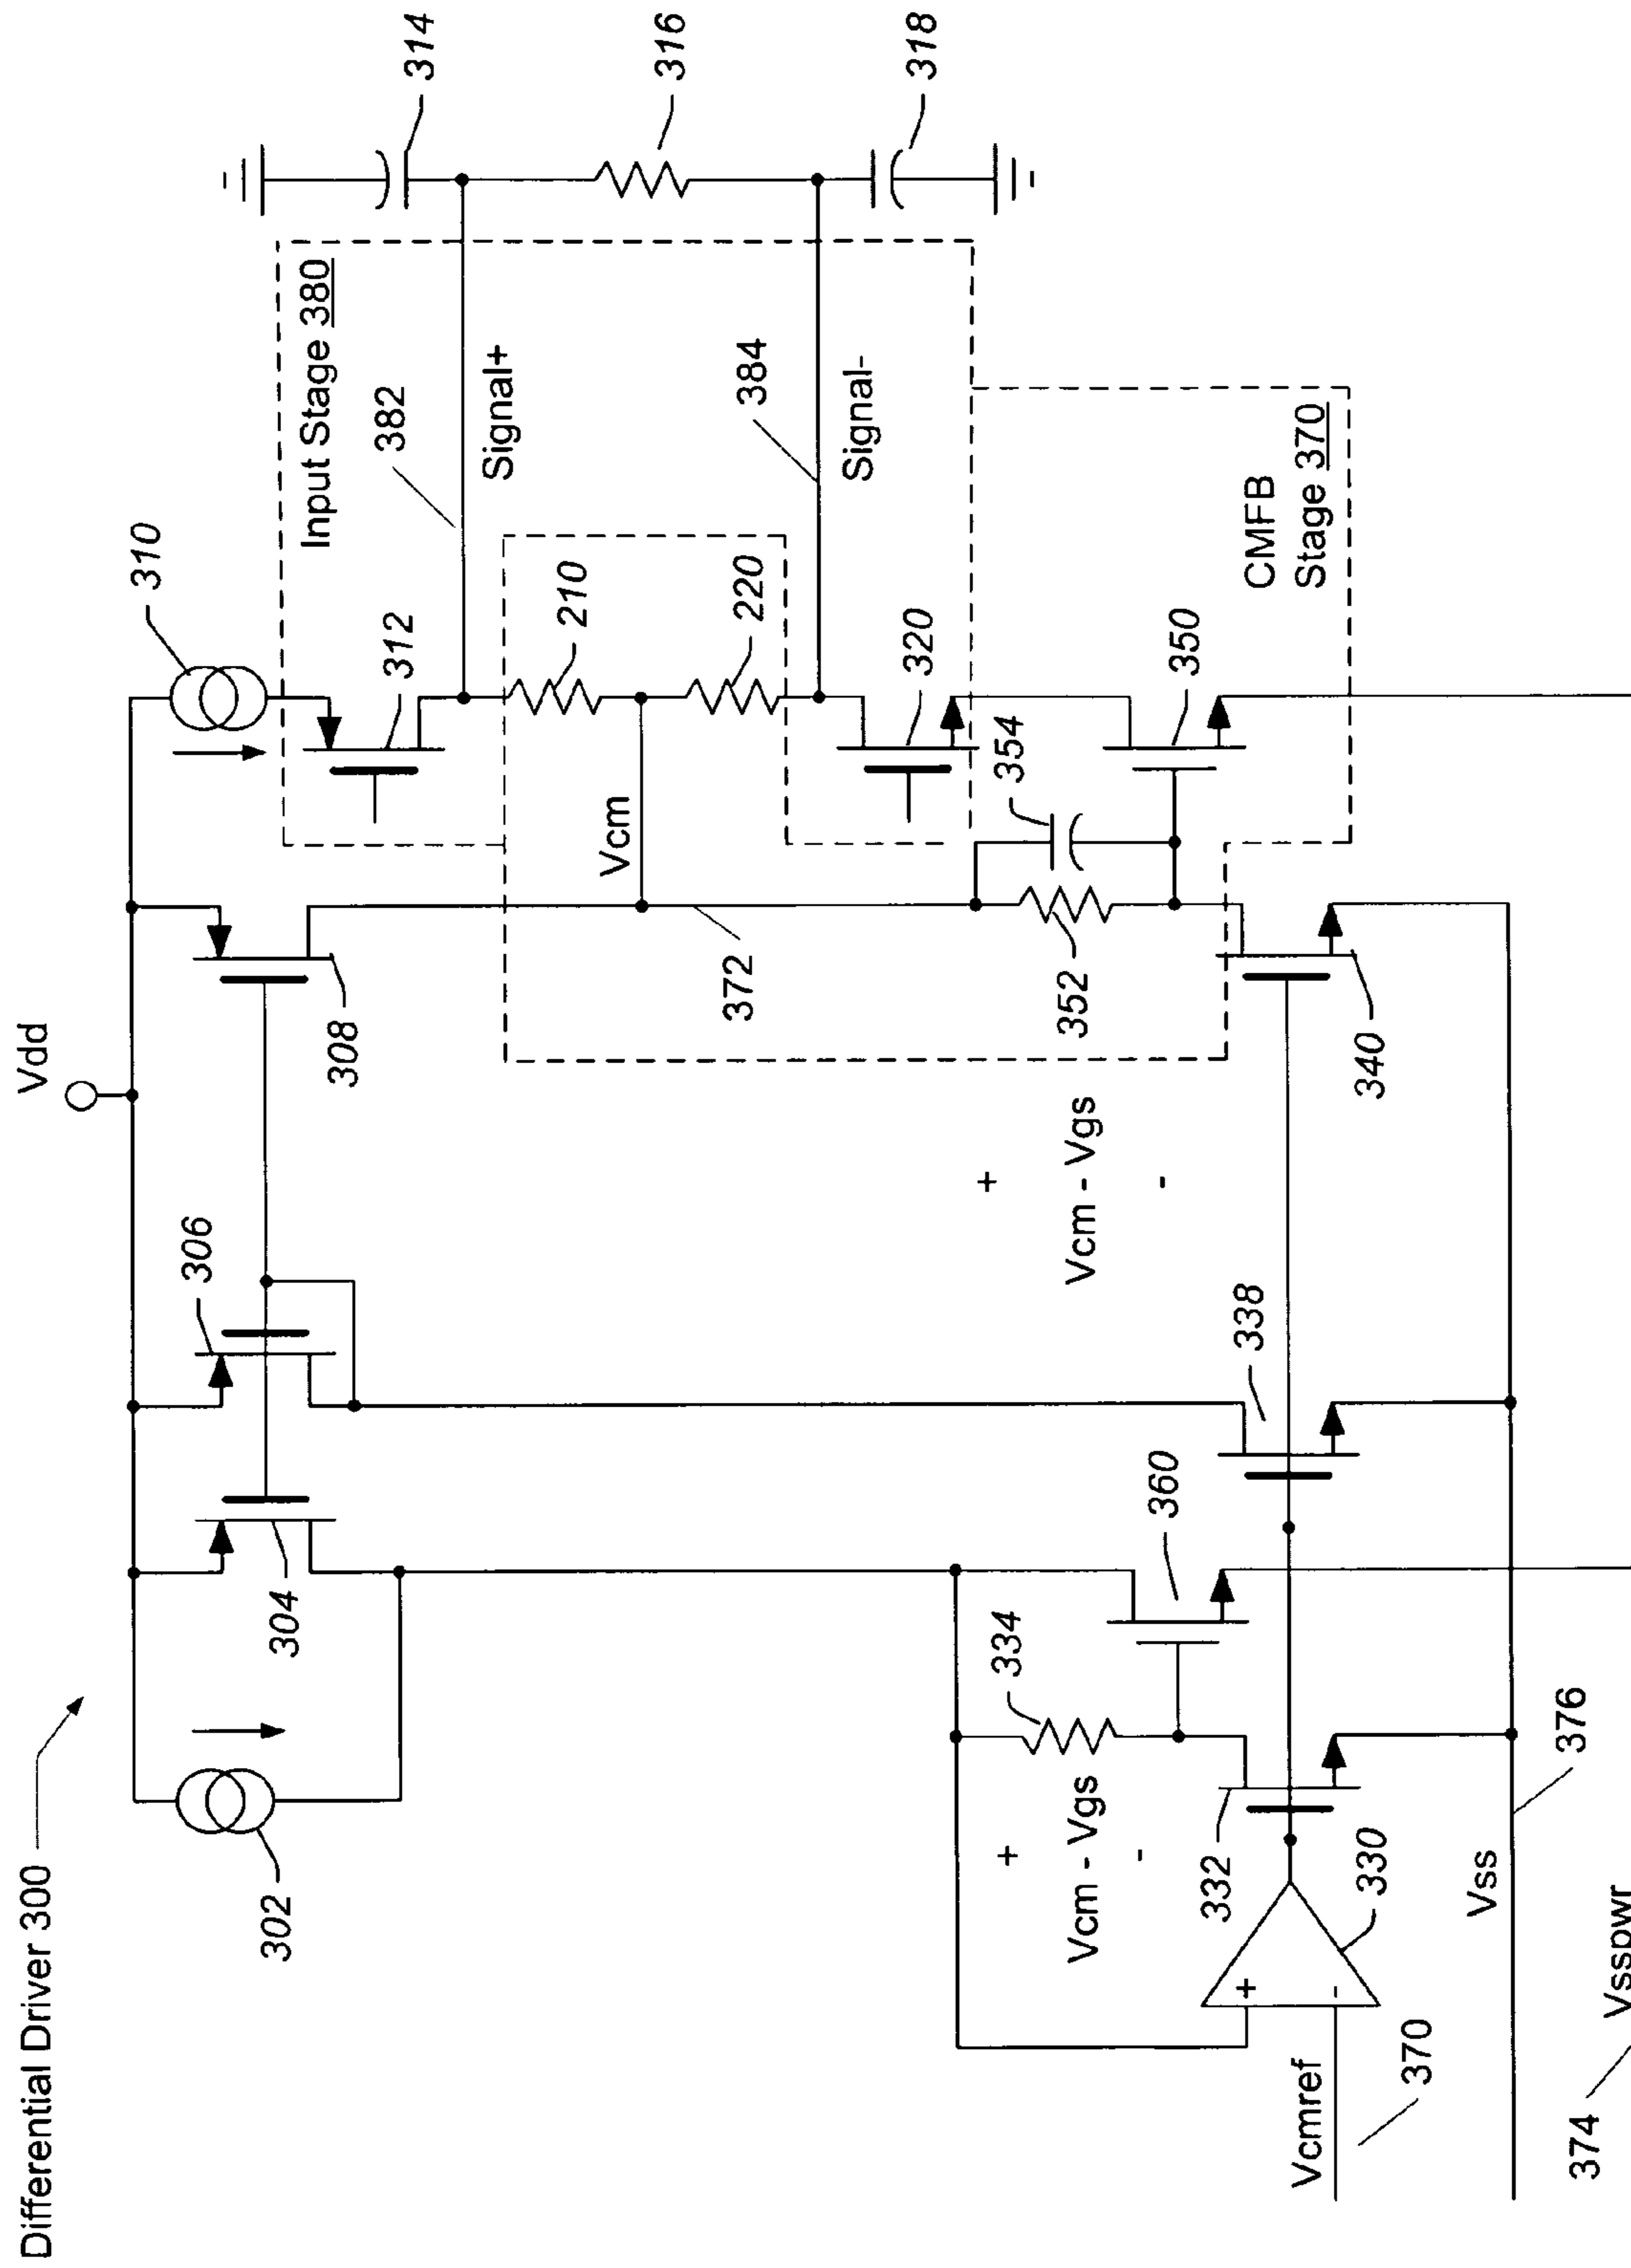 Differential Driver 300
Vdd
302
304
306
308
310
312
314
316
318
Input Stage 380
382
Signal+
384
Signal-
210
220
Vcm
372
320
350
354
352
340
CMFB
Stage 370
+
Vcm - Vgs
-
338
360
334
+
Vcm - Vgs
-
332
330
+
-
Vcmref
370
Vss
376
374
Vsspwr